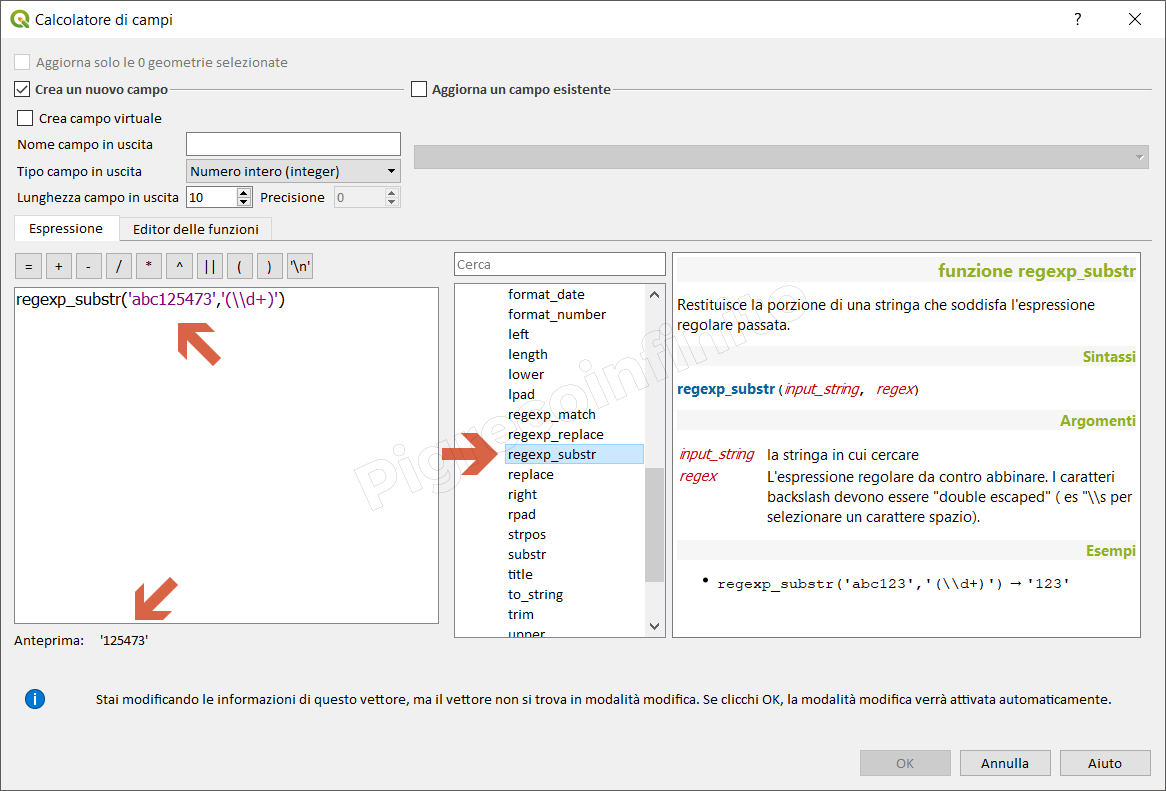 Calcolatore di campi
?
Aggiorna solo le 0 geometrie selezionate
Crea un nuovo campo
Aggiorna un campo esistente
Crea campo virtuale
Nome campo in uscita
Tipo campo in uscita Numero intero (integer)
Lunghezza campo in uscita 10 Precisione 0
Espressione Editor delle funzioni
= + - / * ^ || ( ) '\n'
regexp_substr('abc125473','(\\d+)')
Anteprima: '125473'
Cerca
format_date
format_number
left
length
lower
lpad
regexp_match
regexp_replace
regexp_substr
replace
right
rpad
strpos
substr
title
to_string
trim
upper
funzione regexp_substr
Restituisce la porzione di una stringa che soddisfa l'espressione
regolare passata.
Sintassi
regexp_substr(input_string, regex)
Argomenti
input_string la stringa in cui cercare
regex L'espressione regolare da contro abbinare. I caratteri
backslash devono essere "double escaped" ( es "\\s per
selezionare un carattere spazio).
Esempi
• regexp_substr('abc123','(\\d+)') → '123'
Pigrecoinfinito
Stai modificando le informazioni di questo vettore, ma il vettore non si trova in modalità modifica. Se clicchi OK, la modalità modifica verrà attivata automaticamente.
OK Annulla Aiuto